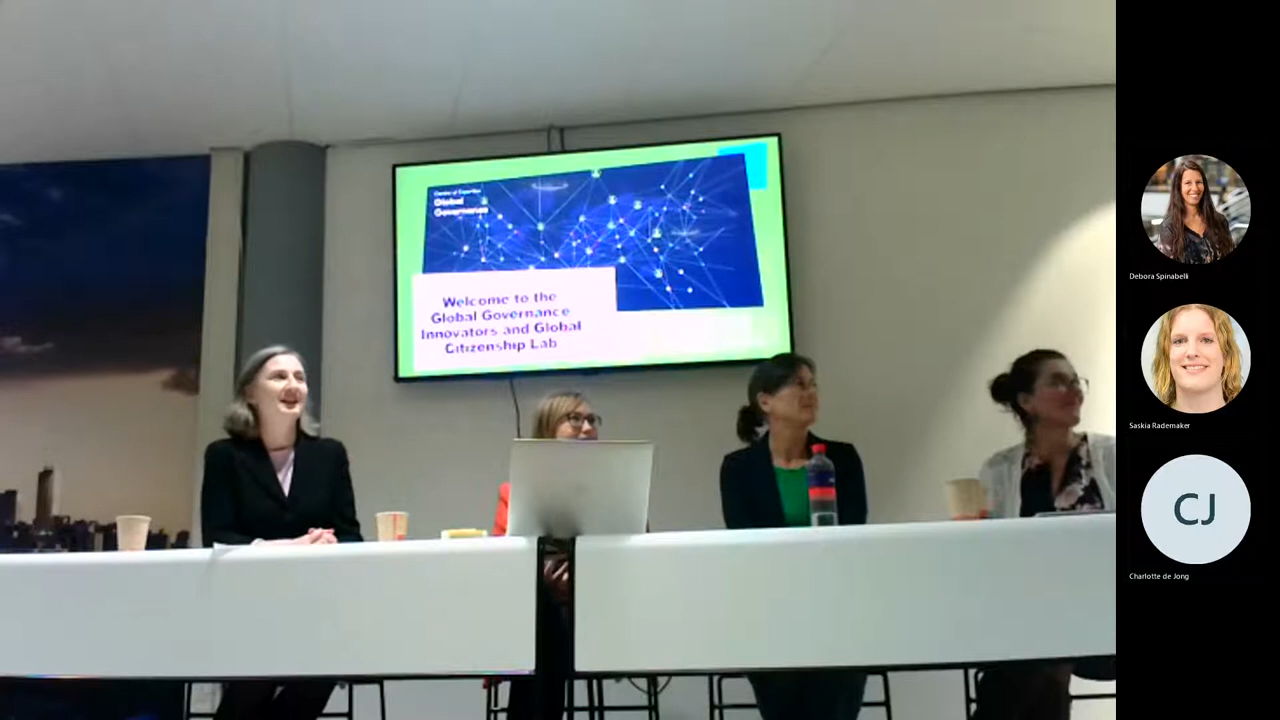 Centre of Expertise
Global
Governance
Welcome to the
Global Governance
Innovators and Global
Citizenship Lab
Debora Spinabelli
Saskia Rademaker
CJ
Charlotte de Jong